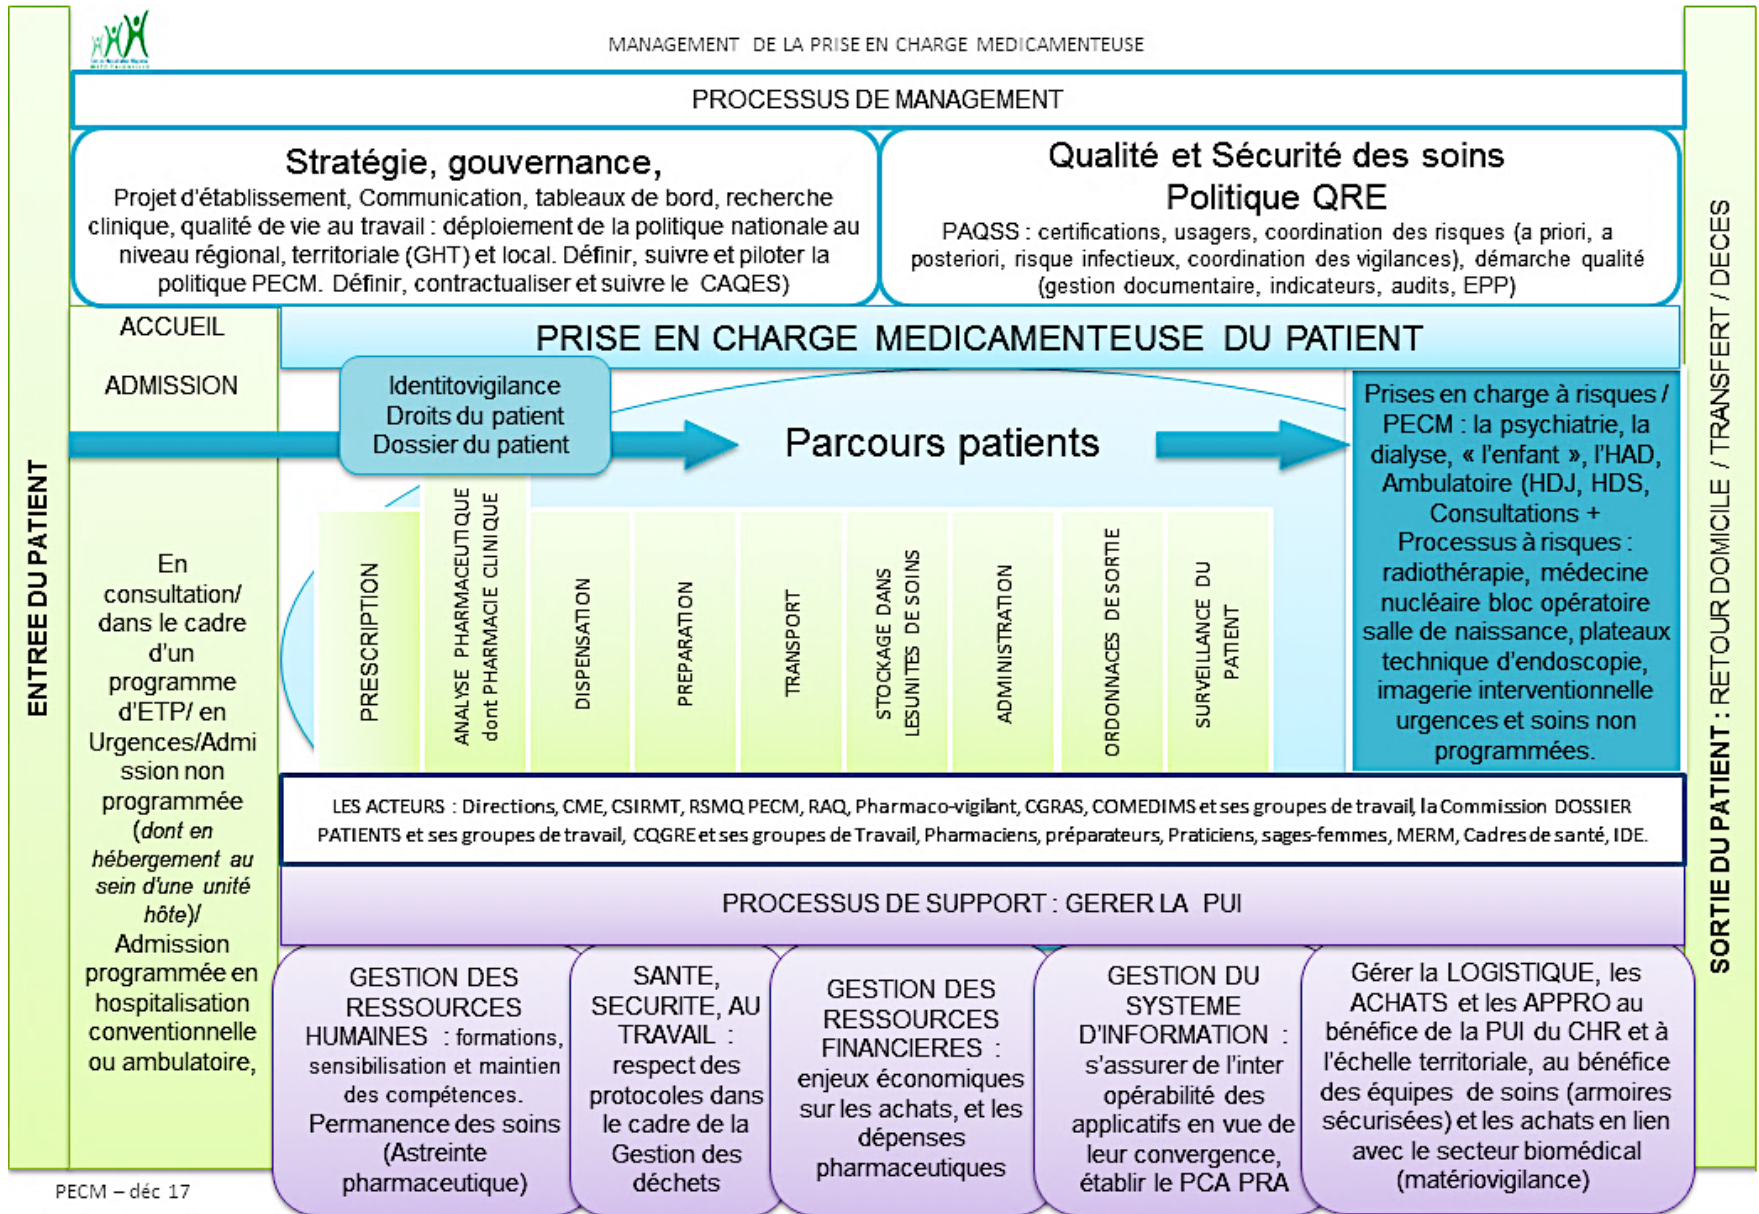 MANAGEMENT DE LA PRISE EN CHARGE MEDICAMENTEUSE
PROCESSUS DE MANAGEMENT
Stratégie, gouvernance,
Projet d'établissement, Communication, tableaux de bord, recherche
clinique, qualité de vie au travail : déploiement de la politique nationale au
niveau régional, territoriale (GHT) et local. Définir, suivre et piloter la
politique PECM. Définir, contractualiser et suivre le CAQES)
Qualité et Sécurité des soins
Politique QRE
PAQSS : certifications, usagers, coordination des risques (a priori, a
posteriori, risque infectieux, coordination des vigilances), démarche qualité
(gestion documentaire, indicateurs, audits, EPP)
ENTREE DU PATIENT
ACCUEIL
ADMISSION
En
consultation/
dans le cadre
d'un
programme
d'ETP/ en
Urgences/Admi
ssion non
programmée
(dont en
hébergement au
sein d'une unité
hôte)/
Admission
programmée en
hospitalisation
conventionnelle
ou ambulatoire,
PRISE EN CHARGE MEDICAMENTEUSE DU PATIENT
Identitovigilance
Droits du patient
Dossier du patient
Parcours patients
PRESCRIPTION
ANALYSE PHARMACEUTIQUE
dont PHARMACIE CLINIQUE
DISPENSATION
PREPARATION
TRANSPORT
STOCKAGE DANS
LESUNITES DE SOINS
ADMINISTRATION
ORDONNACES DE SORTIE
SURVEILLANCE DU
PATIENT
Prises en charge à risques /
PECM : la psychiatrie, la
dialyse, « l'enfant », l'HAD,
Ambulatoire (HDJ, HDS,
Consultations +
Processus à risques :
radiothérapie, médecine
nucléaire bloc opératoire
salle de naissance, plateaux
technique d'endoscopie,
imagerie interventionnelle
urgences et soins non
programmées.
SORTIE DU PATIENT : RETOUR DOMICILE / TRANSFERT / DECES
LES ACTEURS : Directions, CME, CSIRMT, RSMQ PECM, RAQ, Pharmaco-vigilant, CGRAS, COMEDIMS et ses groupes de travail, la Commission DOSSIER
PATIENTS et ses groupes de travail, CQGRE et ses groupes de Travail, Pharmaciens, préparateurs, Praticiens, sages-femmes, MERM, Cadres de santé, IDE.
PROCESSUS DE SUPPORT : GERER LA PUI
GESTION DES
RESSOURCES
HUMAINES : formations,
sensibilisation et maintien
des compétences.
Permanence des soins
(Astreinte
pharmaceutique)
SANTE,
SECURITE, AU
TRAVAIL :
respect des
protocoles dans
le cadre de la
Gestion des
déchets
GESTION DES
RESSOURCES
FINANCIERES :
enjeux économiques
sur les achats, et les
dépenses
pharmaceutiques
GESTION DU
SYSTEME
D'INFORMATION :
s'assurer de l'inter
opérabilité des
applicatifs en vue de
leur convergence,
établir le PCA PRA
Gérer la LOGISTIQUE, les
ACHATS et les APPRO au
bénéfice de la PUI du CHR et à
l'échelle territoriale, au bénéfice
des équipes de soins (armoires
sécurisées) et les achats en lien
avec le secteur biomédical
(matériovigilance)
PECM – déc 17